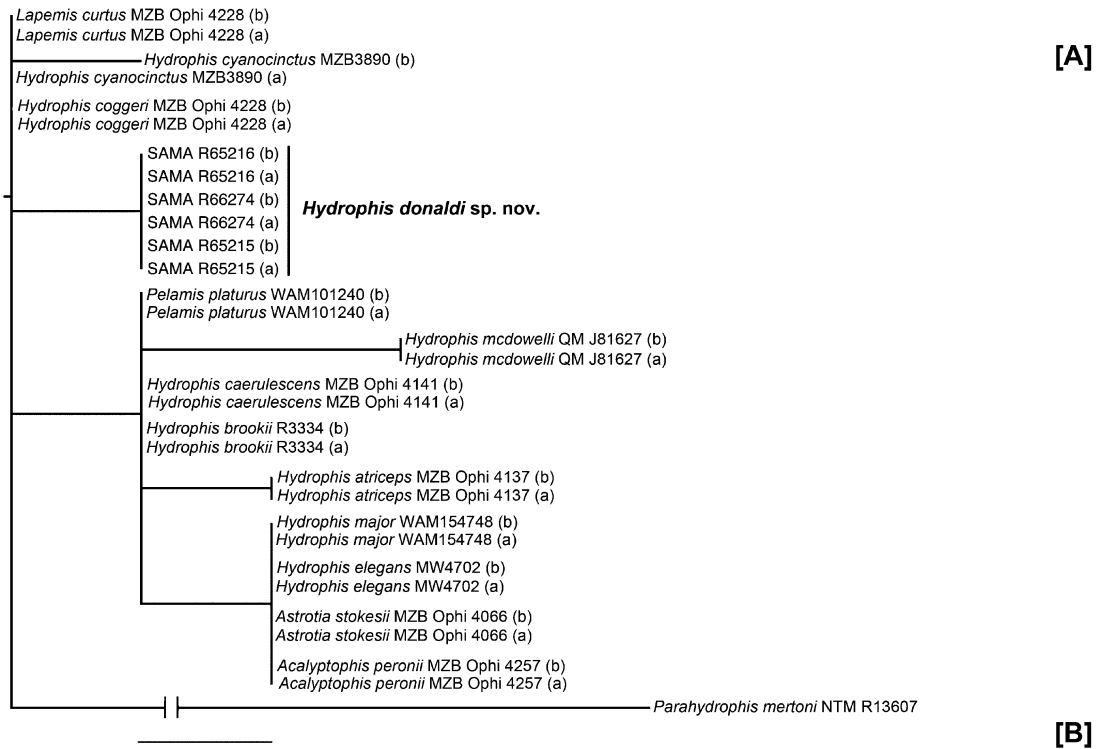 Lapemis curtus MZB Ophi 4228 (b)
Lapemis curtus MZB Ophi 4228 (a)
[A]
Hydrophis cyanocinctus MZB3890 (b)
Hydrophis cyanocinctus MZB3890 (a)
Hydrophis coggeri MZB Ophi 4228 (b)
Hydrophis coggeri MZB Ophi 4228 (a)
SAMA R65216 (b)
SAMA R65216 (a)
SAMA R66274 (b)
Hydrophis donaldi sp. nov.
SAMA R66274 (a)
SAMA R65215 (b)
SAMA R65215 (a)
Pelamis platurus WAM101240 (b)
Pelamis platurus WAM101240 (a)
Hydrophis mcdowelli QM J81627 (b)
Hydrophis mcdowelli QM J81627 (a)
Hydrophis caerulescens MZB Ophi 4141 (b)
Hydrophis caerulescens MZB Ophi 4141 (a)
Hydrophis brookii R3334 (b)
Hydrophis brookii R3334 (a)
Hydrophis atriceps MZB Ophi 4137 (b)
Hydrophis atriceps MZB Ophi 4137 (a)
Hydrophis major WAM154748 (b)
Hydrophis major WAM154748 (a)
Hydrophis elegans MW4702 (b)
Hydrophis elegans MW4702 (a)
Astrotia stokesii MZB Ophi 4066 (b)
Astrotia stokesii MZB Ophi 4066 (a)
Acalyptophis peronii MZB Ophi 4257 (b)
Acalyptophis peronii MZB Ophi 4257 (a)
Parahydrophis mertoni NTM R13607
[B]